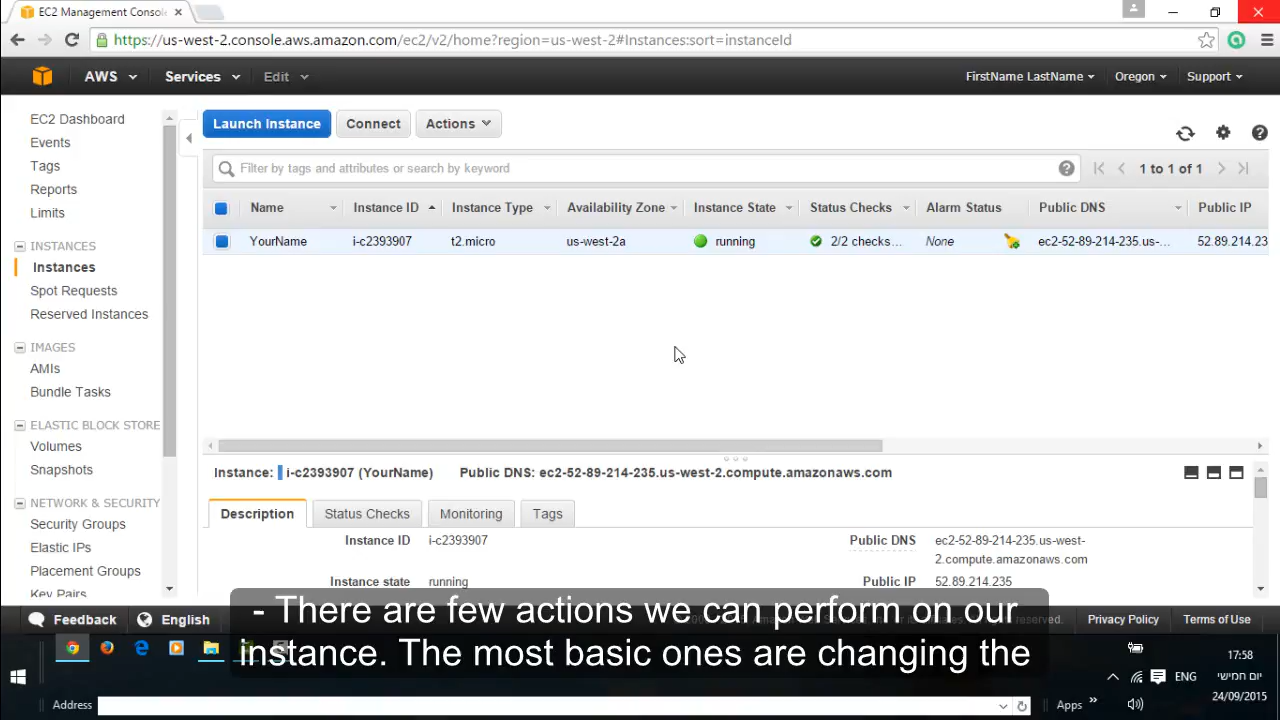 EC2 Management Consol
https://us-west-2.console.aws.amazon.com/ec2/v2/home?region=us-west-2#Instances:sort=instanceId
AWS Services Edit FirstName LastName Oregon Support
EC2 Dashboard
Events
Tags
Reports
Limits
INSTANCES
Instances
Spot Requests
Reserved Instances
IMAGES
AMIs
Bundle Tasks
ELASTIC BLOCK STORE
Volumes
Snapshots
NETWORK & SECURITY
Security Groups
Elastic IPs
Placement Groups
Key Pairs
Launch Instance Connect Actions
Filter by tags and attributes or search by keyword 1 to 1 of 1
Name Instance ID Instance Type Availability Zone Instance State Status Checks Alarm Status Public DNS Public IP
YourName i-c2393907 t2.micro us-west-2a running 2/2 checks... None ec2-52-89-214-235.us-... 52.89.214.23
Instance: i-c2393907 (YourName) Public DNS: ec2-52-89-214-235.us-west-2.compute.amazonaws.com
Description Status Checks Monitoring Tags
Instance ID i-c2393907 Public DNS ec2-52-89-214-235.us-west-
2.compute.amazonaws.com
Instance state running Public IP 52.89.214.235
- There are few actions we can perform on our
instance. The most basic ones are changing the
Feedback English rights reserved. Privacy Policy Terms of Use
17:58
ENG יום חמישי
24/09/2015
Address Apps